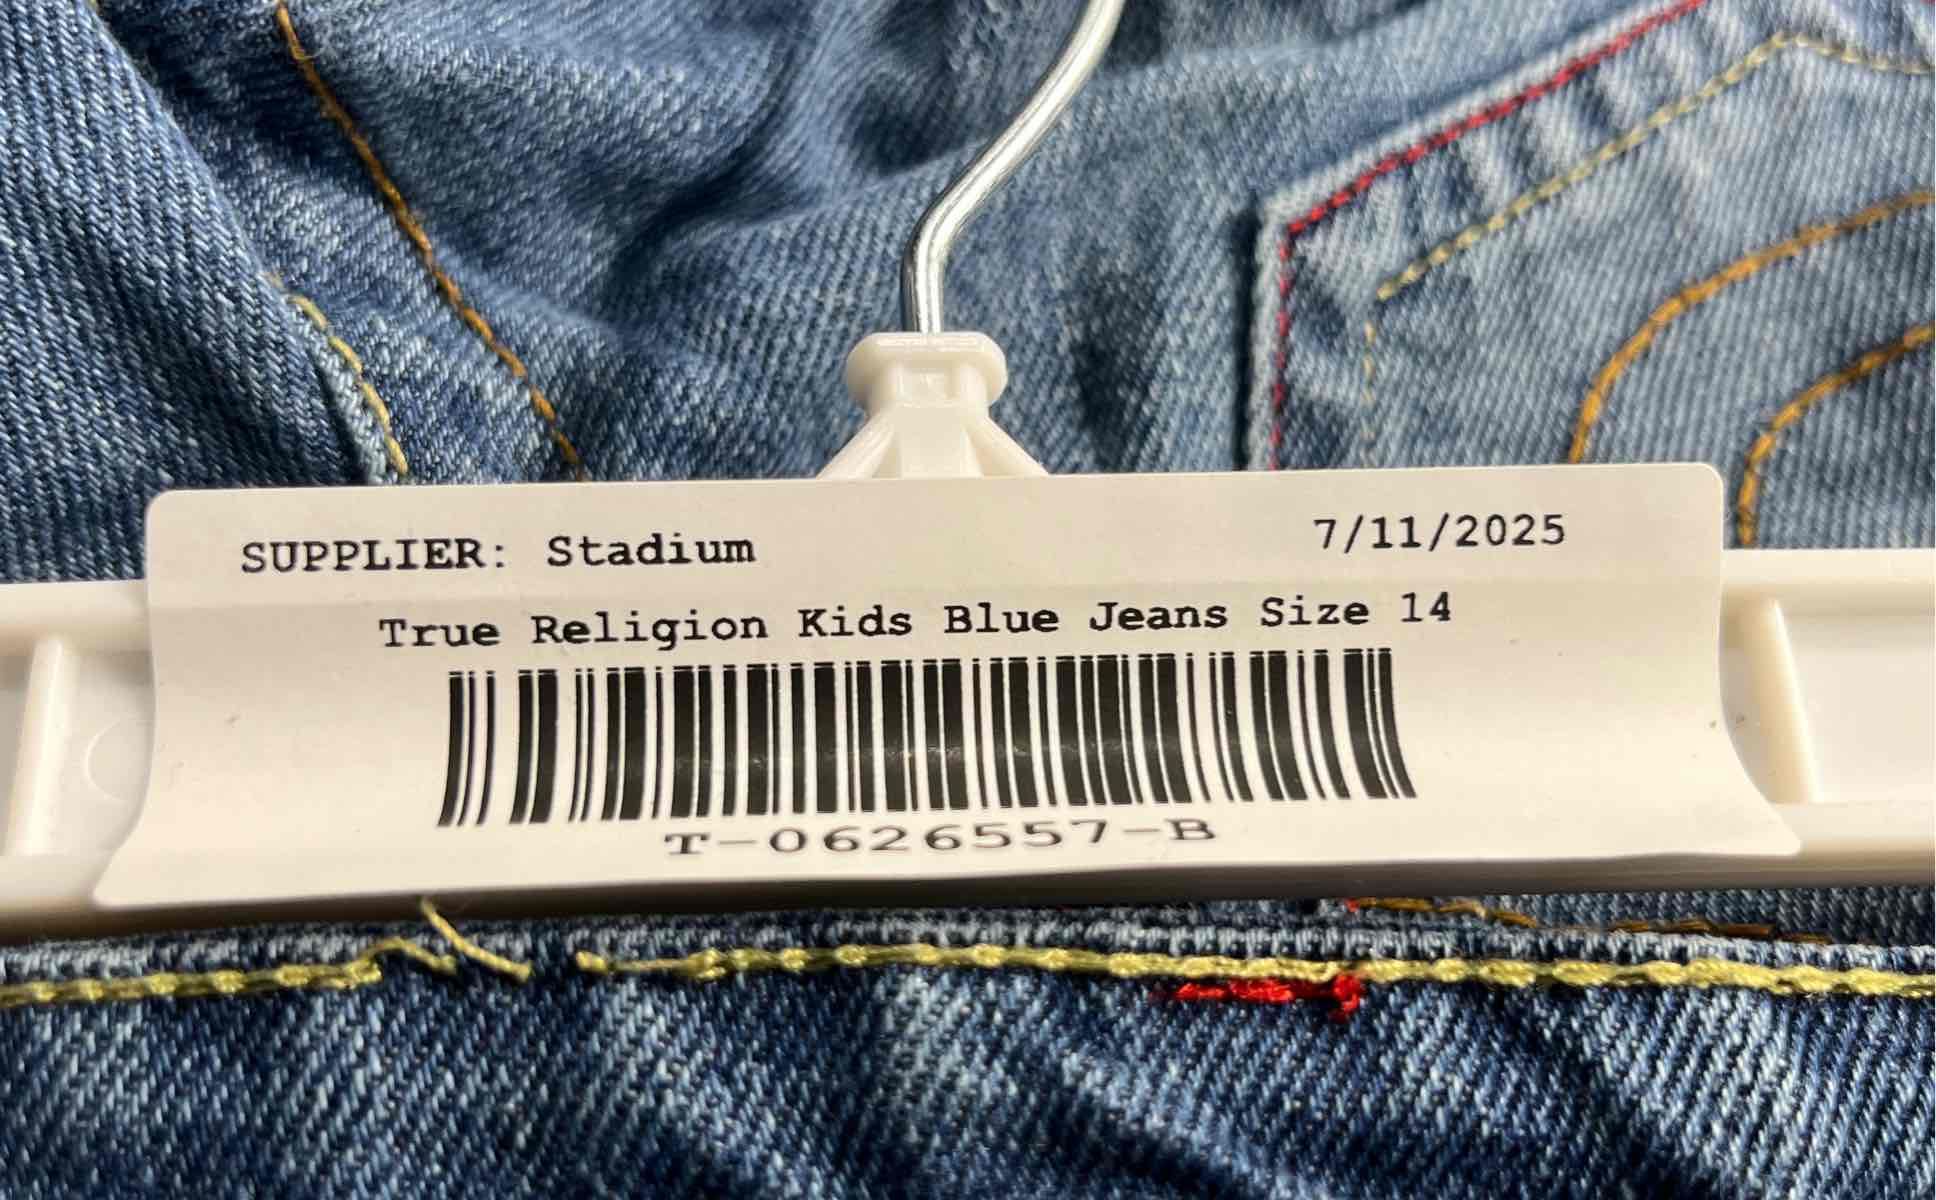 SUPPLIER: Stadium 7/11/2025
True Religion Kids Blue Jeans Size 14
T-0626557-B